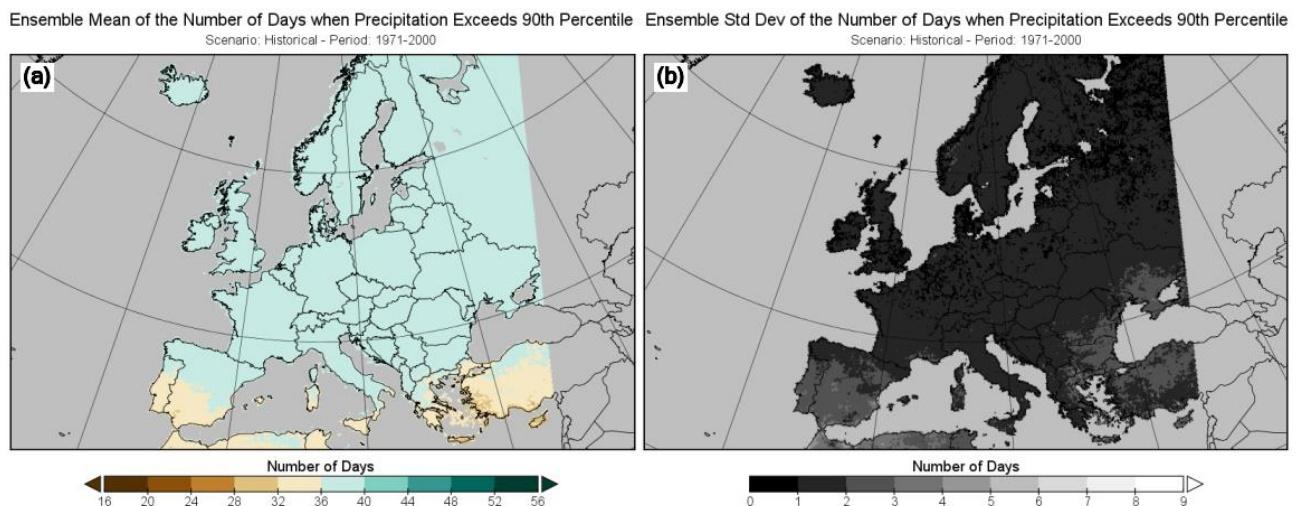 Ensemble Mean of the Number of Days when Precipitation Exceeds 90th Percentile
Scenario: Historical - Period: 1971-2000
(a)
Number of Days
16 20 24 28 32 36 40 44 48 52 56
Ensemble Std Dev of the Number of Days when Precipitation Exceeds 90th Percentile
Scenario: Historical - Period: 1971-2000
(b)
Number of Days
0 1 2 3 4 5 6 7 8 9